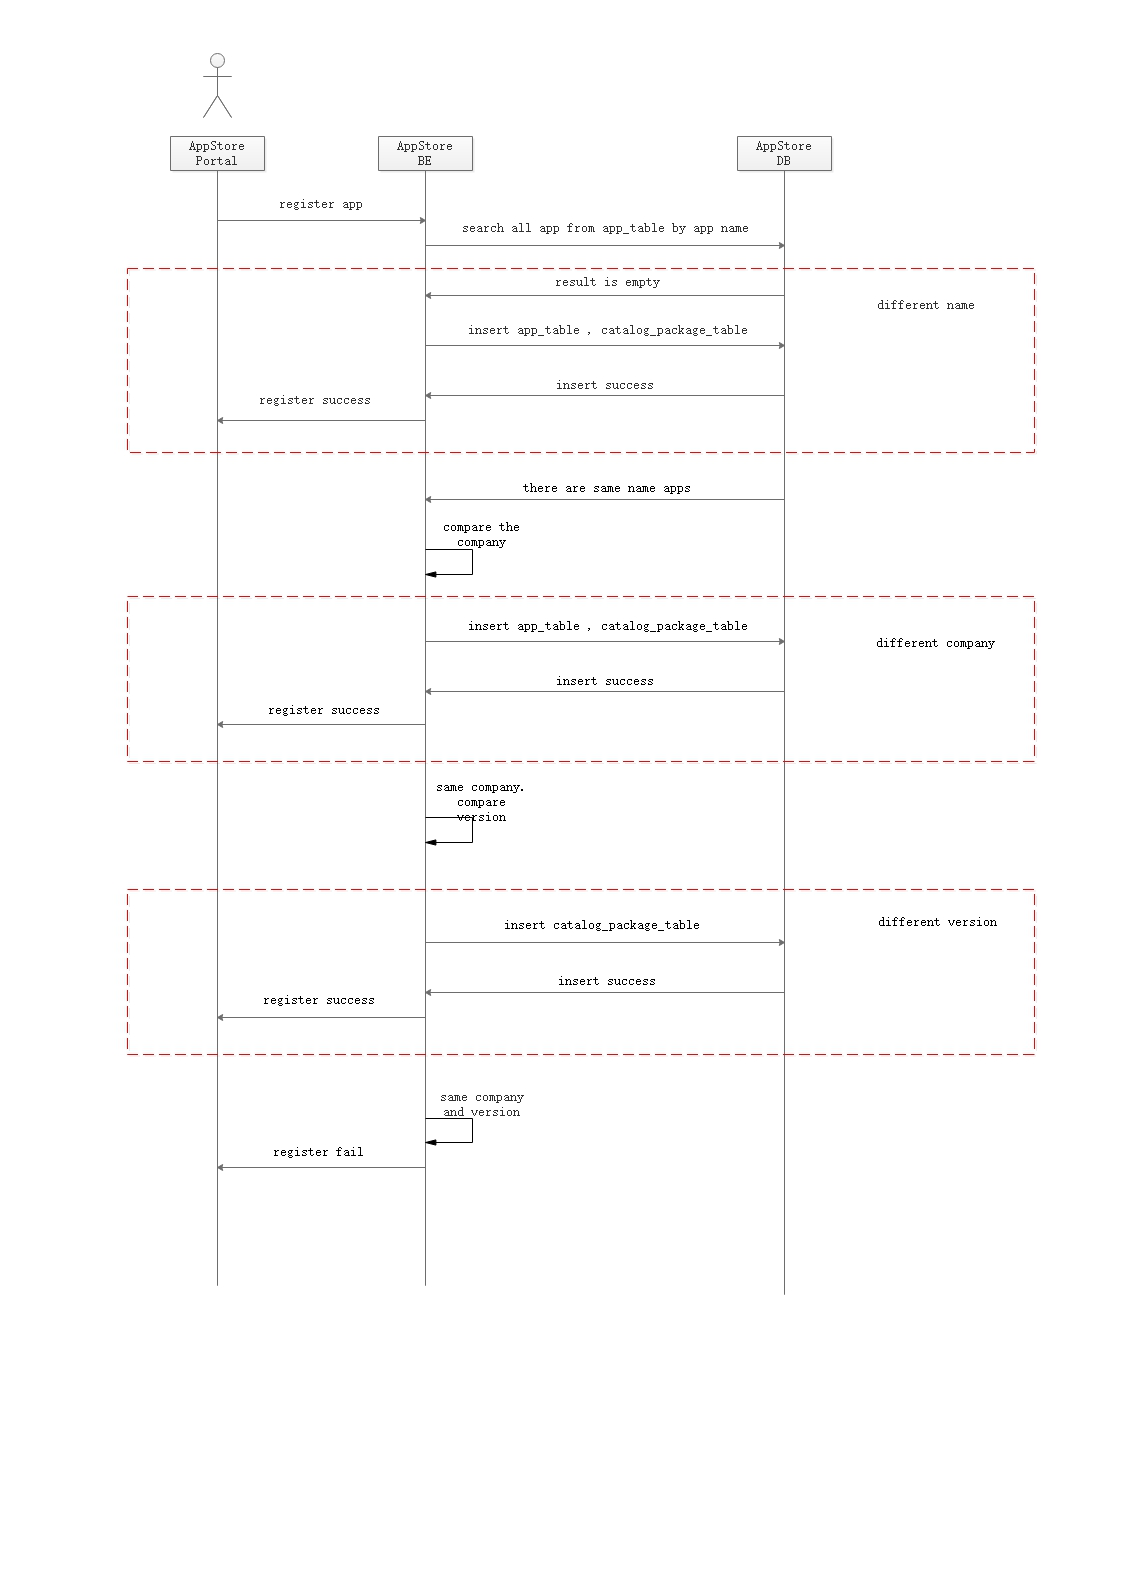 AppStore
Portal
AppStore
BE
AppStore
DB
register app
search all app from app_table by app name
result is empty
different name
insert app_table , catalog_package_table
insert success
register success
there are same name apps
compare the
company
insert app_table , catalog_package_table
different company
insert success
register success
same company.
compare
version
different version
insert catalog_package_table
insert success
register success
same company
and version
register fail